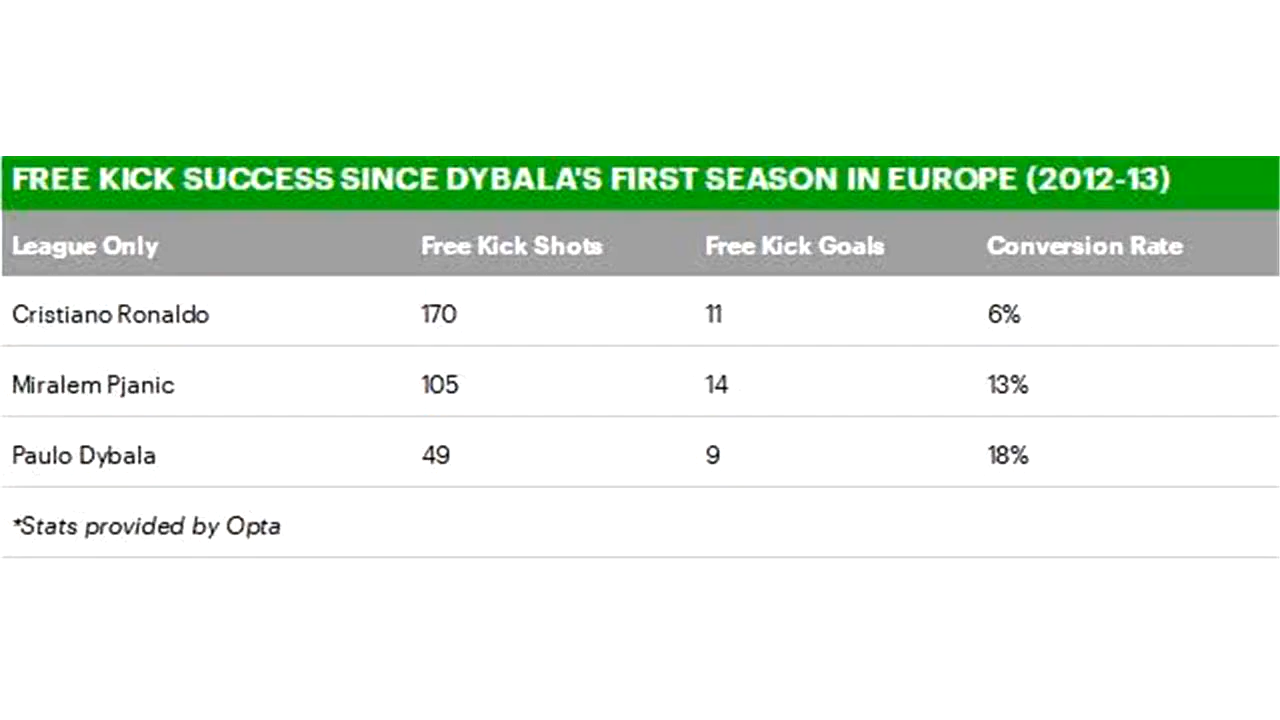 FREE KICK SUCCESS SINCE DYBALA'S FIRST SEASON IN EUROPE (2012-13)
League Only Free Kick Shots Free Kick Goals Conversion Rate
Cristiano Ronaldo 170 11 6%
Miralem Pjanic 105 14 13%
Paulo Dybala 49 9 18%
*Stats provided by Opta